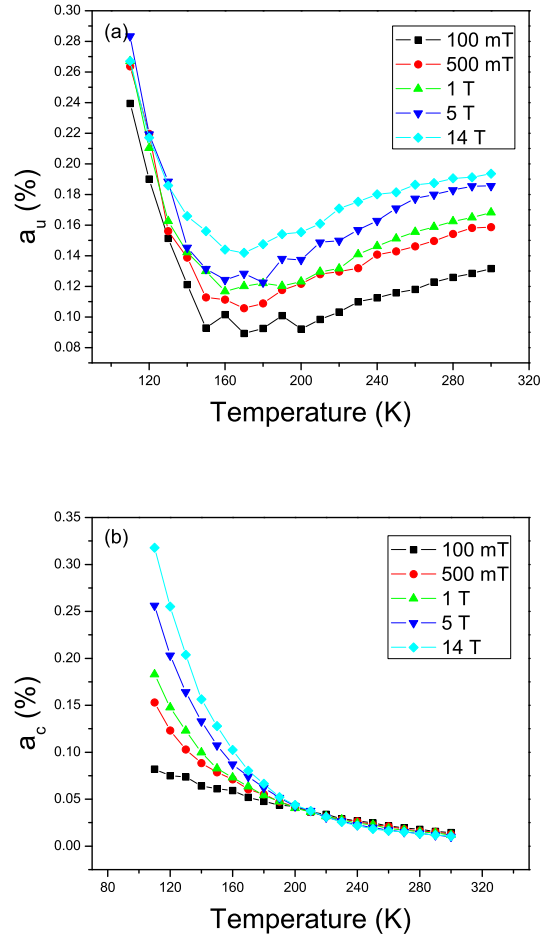 (a)
100 mT
500 mT
1 T
5 T
14 T
0.30
0.28
0.26
0.24
0.22
0.20
0.18
0.16
0.14
0.12
0.10
0.08
a_u (%)
120 160 200 240 280 320
Temperature (K)
(b)
100 mT
500 mT
1 T
5 T
14 T
0.35
0.30
0.25
0.20
0.15
0.10
0.05
0.00
a_c (%)
80 120 160 200 240 280 320
Temperature (K)